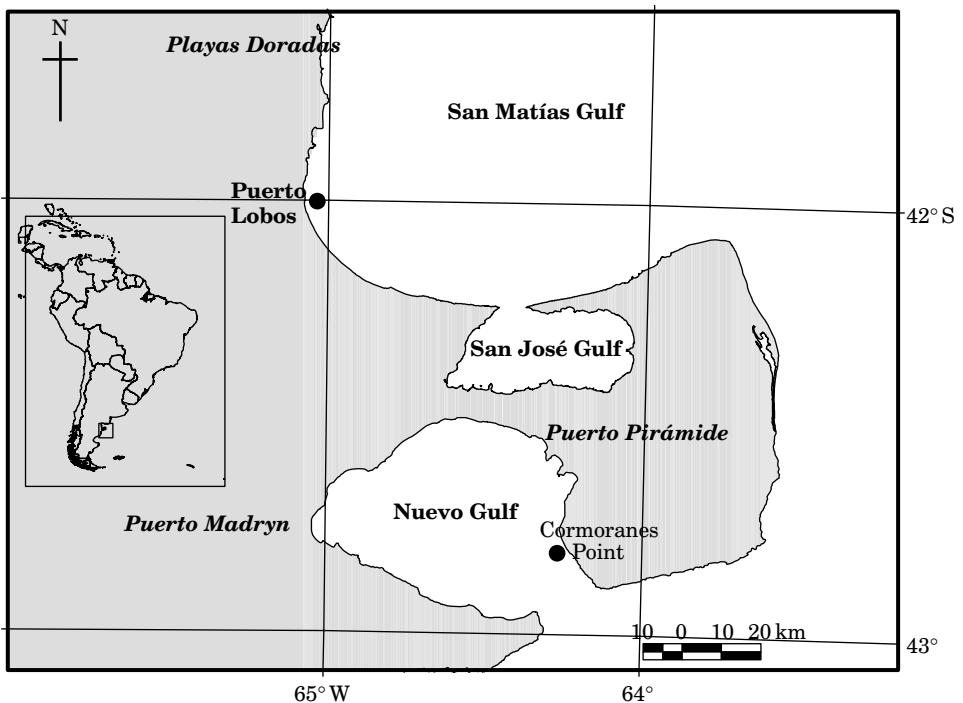 N
Playas Doradas
San Matías Gulf
Puerto
Lobos
42° S
San José Gulf
Puerto Pirámide
Nuevo Gulf
Puerto Madryn
Cormoranes
Point
10 0 10 20 km
43°
65° W
64°